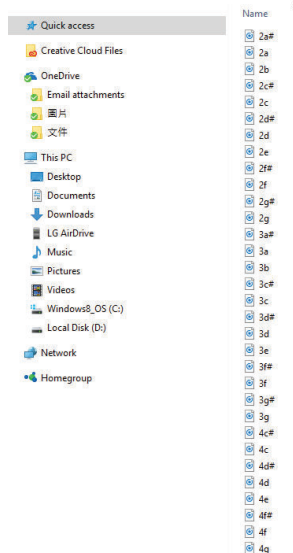 Quick access
Creative Cloud Files
OneDrive
Email attachments
圖片
文件
This PC
Desktop
Documents
Downloads
LG AirDrive
Music
Pictures
Videos
Windows8_OS (C:)
Local Disk (D:)
Network
Homegroup
Name
2a#
2a
2b
2c#
2c
2d#
2d
2e
2f#
2f
2g#
2g
3a#
3a
3b
3c#
3c
3d#
3d
3e
3f#
3f
3g#
3g
4c#
4c
4d#
4d
4e
4f#
4f
4g